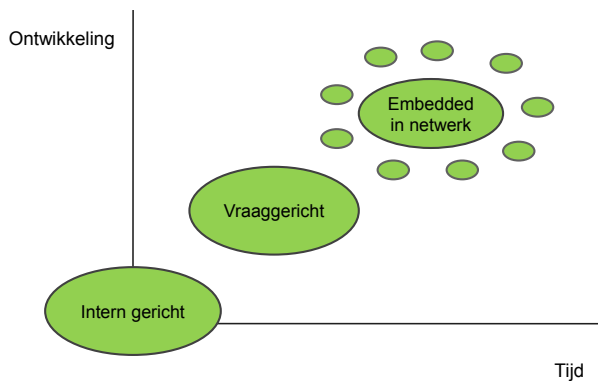 Ontwikkeling
Embedded
in netwerk
Vraaggericht
Intern gericht
Tijd